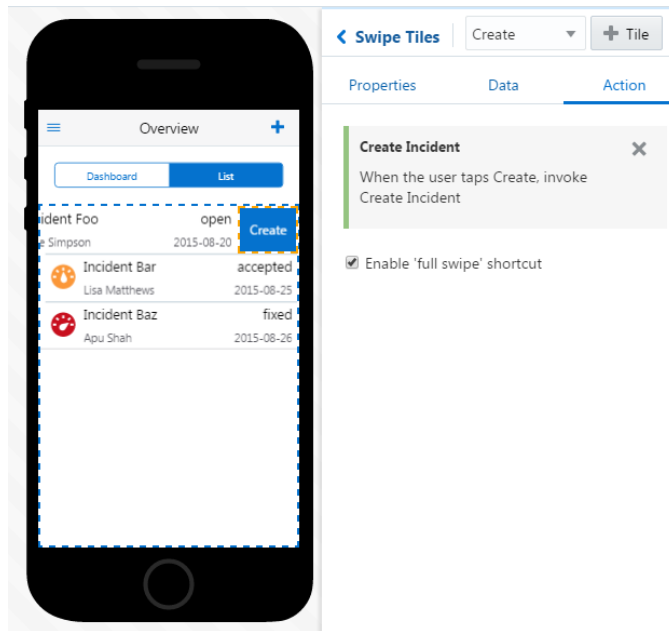 Swipe Tiles
Create
Tile
Properties
Data
Action
Create Incident
When the user taps Create, invoke
Create Incident
Enable 'full swipe' shortcut
Overview
Dashboard
List
ident Foo
open
e Simpson
2015-08-20
Create
Incident Bar
accepted
Lisa Matthews
2015-08-25
Incident Baz
fixed
Apu Shah
2015-08-26